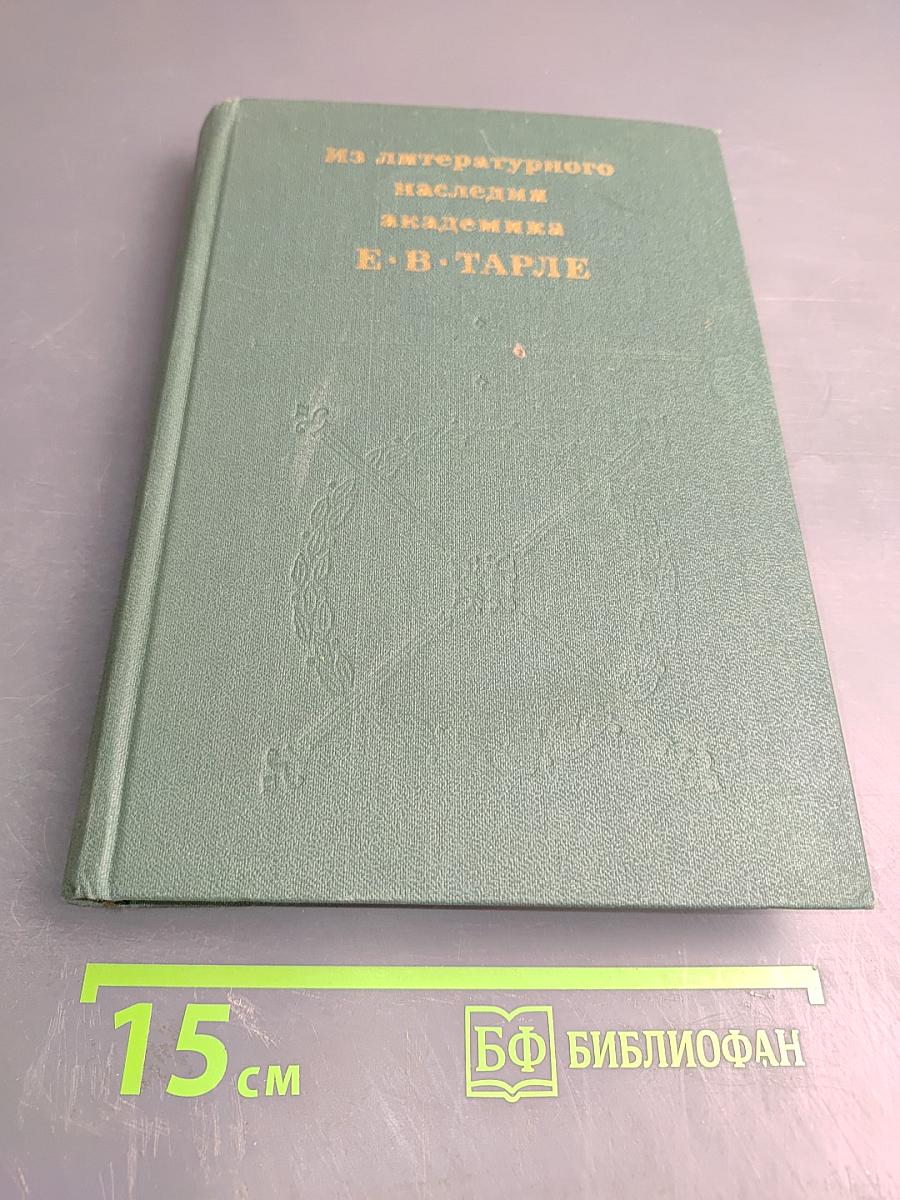 Из литературного
наследия
академика
Е·В·ТАРЛЕ
15 см
БФ БИБЛИОФАН